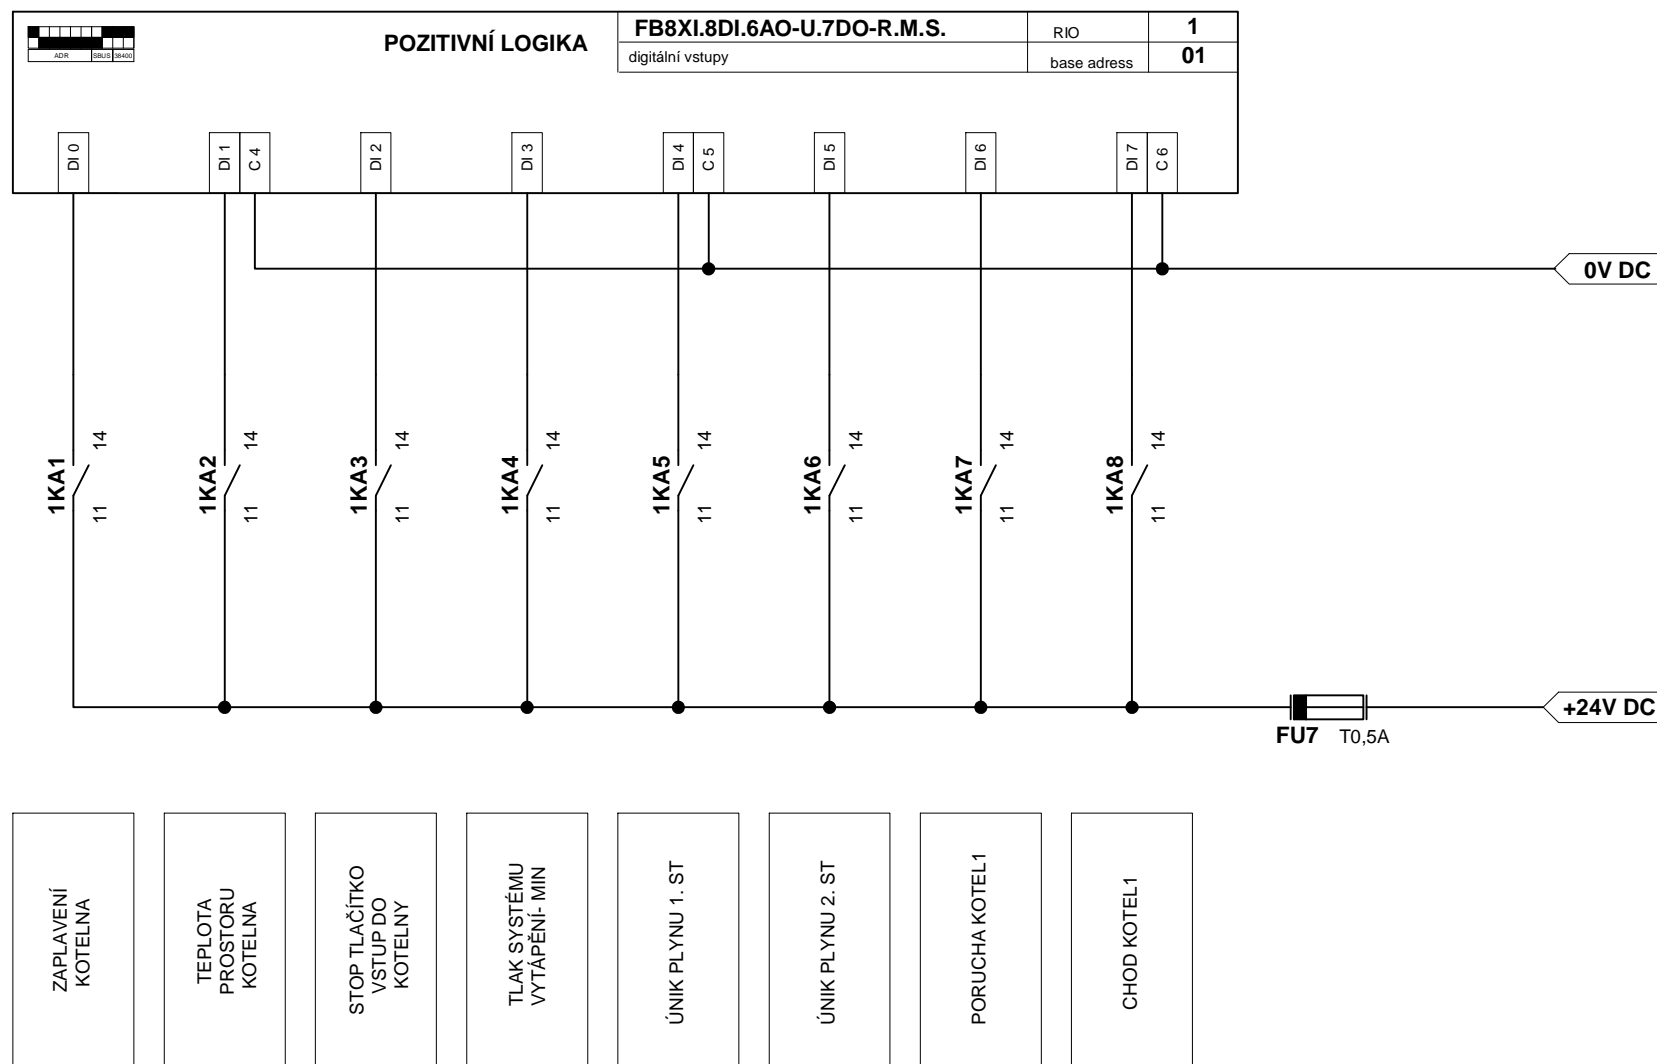 POZITIVNÍ LOGIKA
FB8XI.8DI.6AO-U.7DO-R.M.S.
RIO
1
digitální vstupy
base adress
01
ADR
SBUS
38400
DI 0
DI 1
C 4
DI 2
DI 3
DI 4
C 5
DI 5
DI 6
DI 7
C 6
0V DC
1KA1
14
11
1KA2
14
11
1KA3
14
11
1KA4
14
11
1KA5
14
11
1KA6
14
11
1KA7
14
11
1KA8
14
11
+24V DC
FU7
T0,5A
ZAPLAVENÍ
KOTELNA
TEPLOTA
PROSTORU
KOTELNA
STOP TLAČÍTKO
VSTUP DO
KOTELNY
TLAK SYSTÉMU
VYTÁPĚNÍ- MIN
ÚNIK PLYNU 1. ST
ÚNIK PLYNU 2. ST
PORUCHA KOTEL1
CHOD KOTEL1